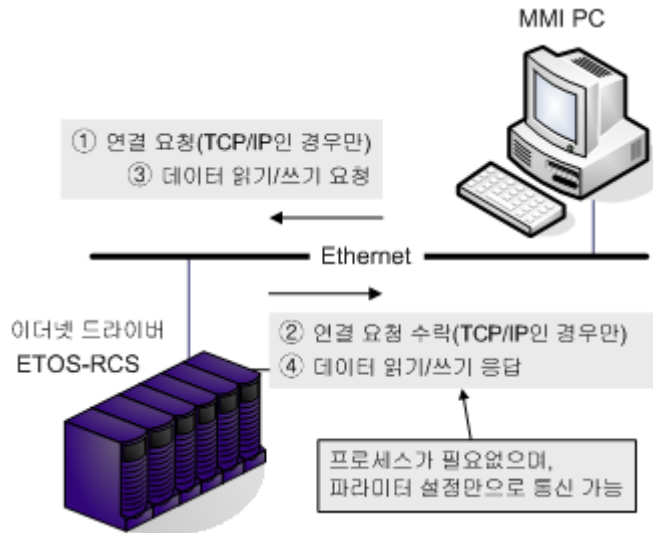 MMI PC
① 연결 요청(TCP/IP인 경우만)
③ 데이터 읽기/쓰기 요청
Ethernet
이더넷 드라이버
ETOS-RCS
② 연결 요청 수락(TCP/IP인 경우만)
④ 데이터 읽기/쓰기 응답
프로세스가 필요없으며,
파라미터 설정만으로 통신 가능